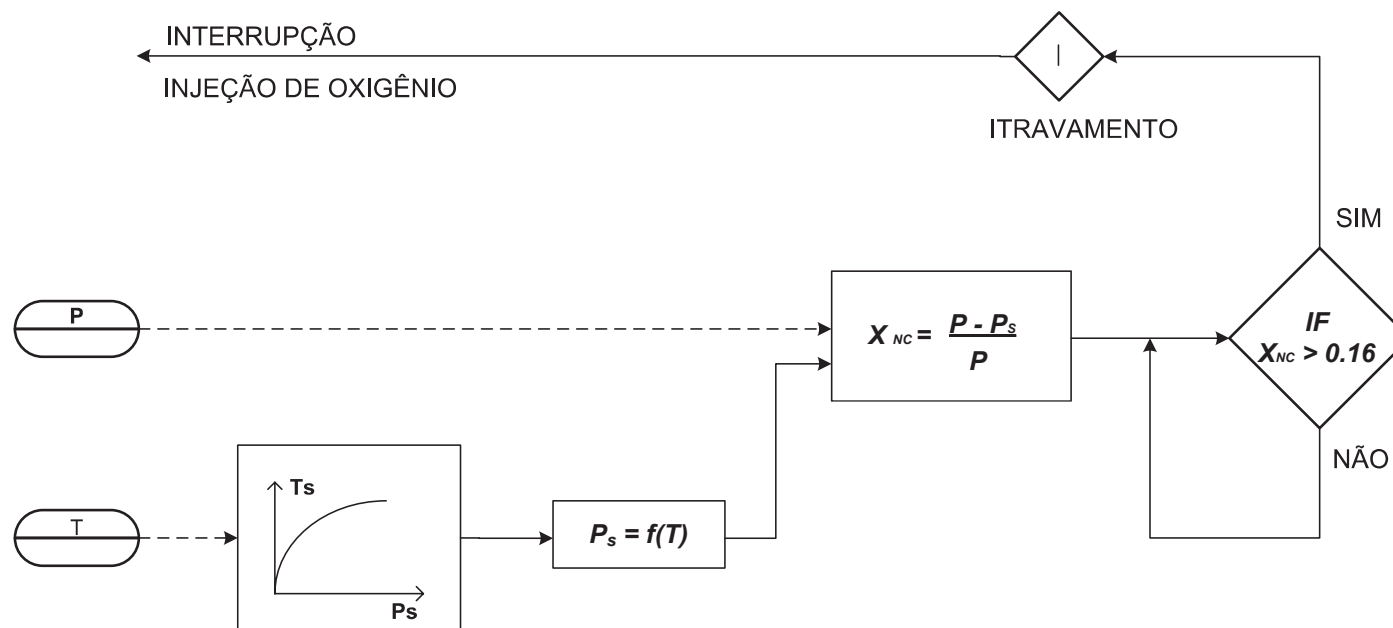 INTERRUPÇÃO
INJEÇÃO DE OXIGÊNIO
I
ITRAVAMENTO
SIM
P
X NC = P - PS
P
IF
XNC > 0.16
NÃO
T
Ts
Ps
Ps = f(T)